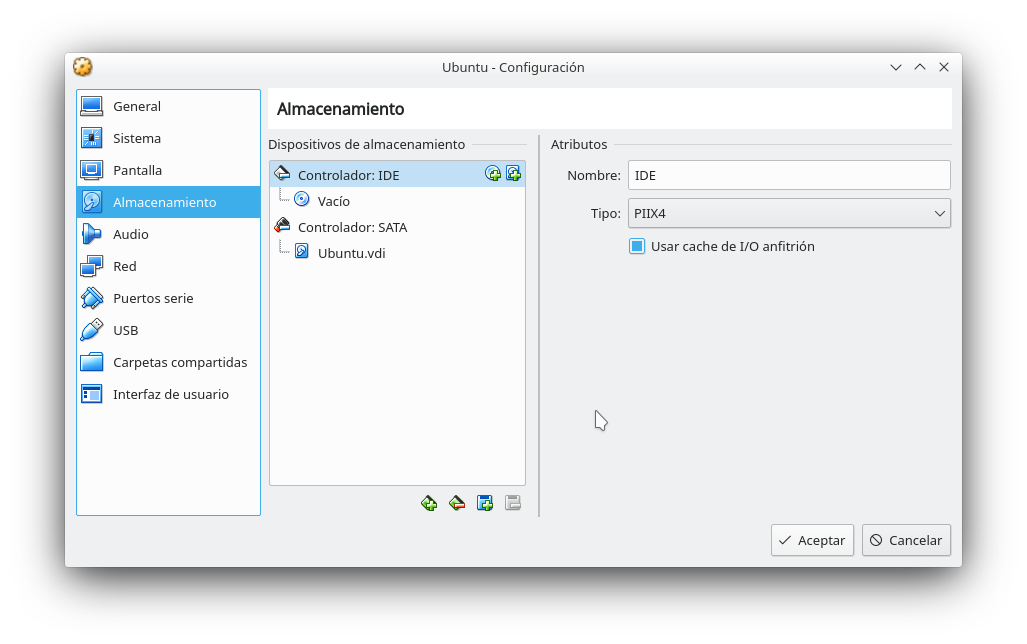 Ubuntu - Configuración
General
Sistema
Pantalla
Almacenamiento
Audio
Red
Puertos serie
USB
Carpetas compartidas
Interfaz de usuario
Almacenamiento
Dispositivos de almacenamiento
Controlador: IDE
Vacío
Controlador: SATA
Ubuntu.vdi
Atributos
Nombre: IDE
Tipo: PIIX4
Usar cache de I/O anfitrión
Aceptar
Cancelar